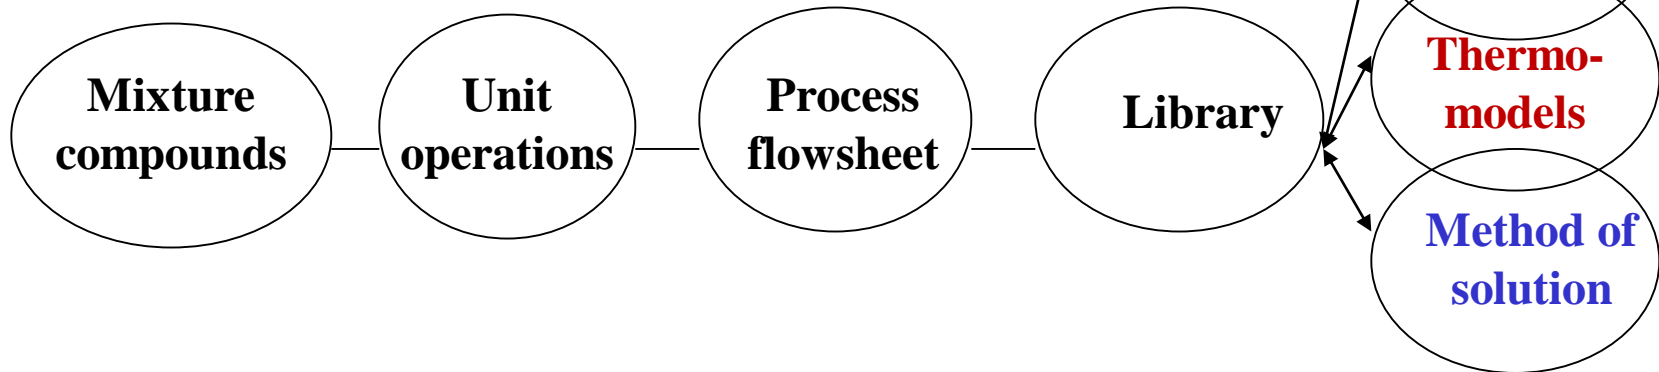 Mixture
compounds
Unit
operations
Process
flowsheet
Library
Thermo-
models
Method of
solution